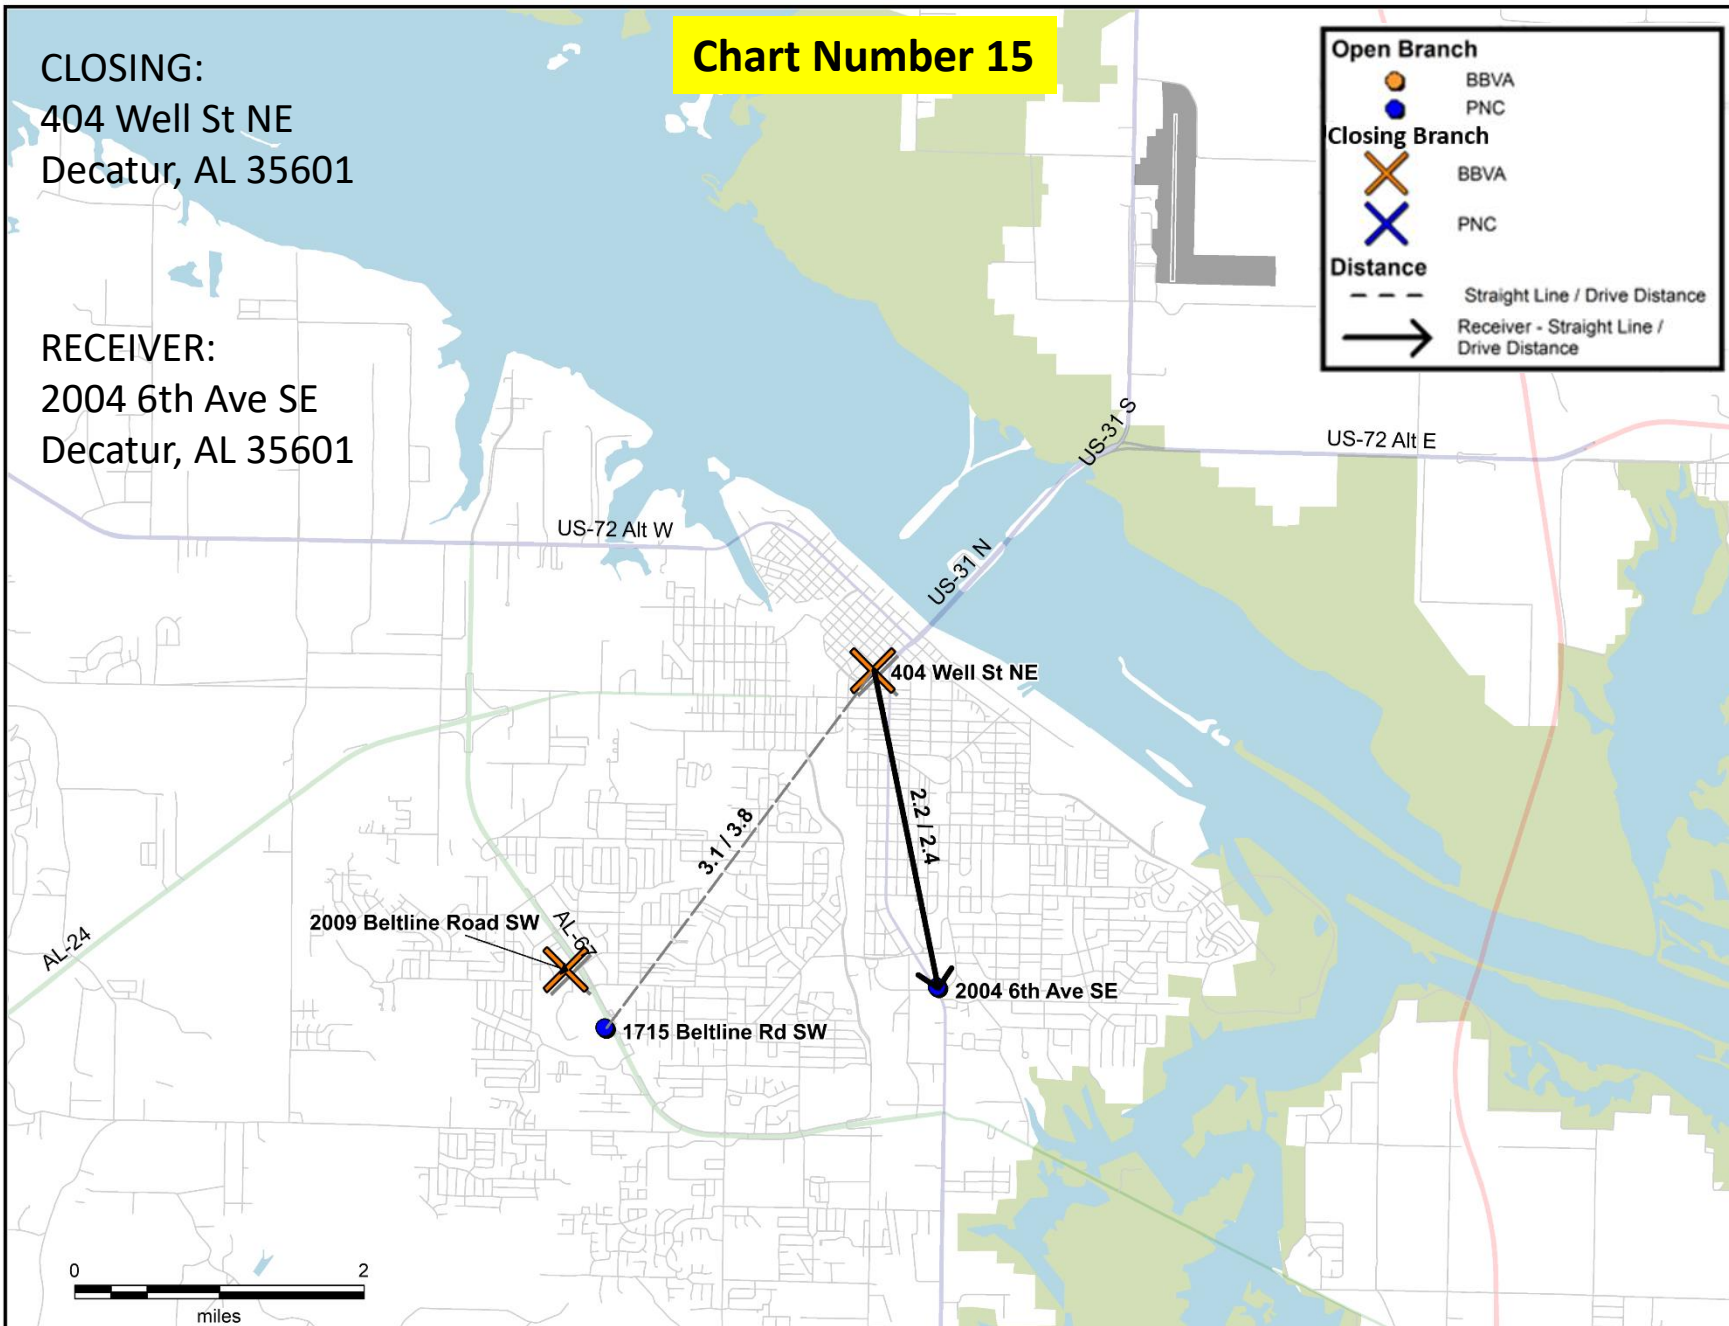 Chart Number 15
CLOSING:
404 Well St NE
Decatur, AL 35601
RECEIVER:
2004 6th Ave SE
Decatur, AL 35601
Open Branch
BBVA
PNC
Closing Branch
BBVA
PNC
Distance
Straight Line / Drive Distance
Receiver - Straight Line /
Drive Distance
US-31 S
US-72 Alt E
US-72 Alt W
US-31 N
404 Well St NE
2.2 / 2.4
3.1 / 3.8
2009 Beltline Road SW
AL-67
AL-24
2004 6th Ave SE
1715 Beltline Rd SW
0 2
miles